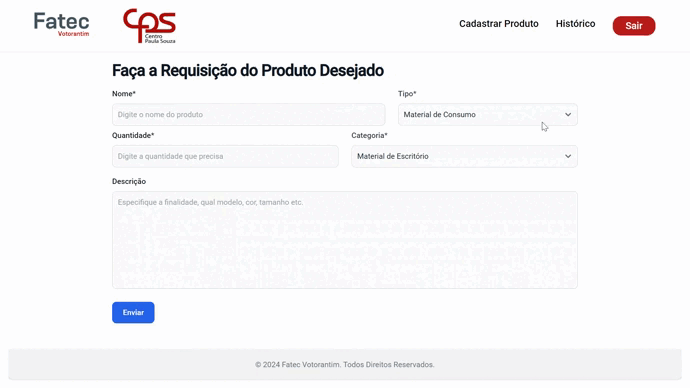 Fatec
Votorantim
CPS
Centro
Paula Souza
Cadastrar Produto
Histórico
Sair
Faça a Requisição do Produto Desejado
Nome*
Tipo*
Digite o nome do produto
Material de Consumo
Quantidade*
Categoria*
Digite a quantidade que precisa
Material de Escritório
Descrição
Especifique a finalidade, qual modelo, cor, tamanho etc.
Enviar
© 2024 Fatec Votorantim. Todos Direitos Reservados.